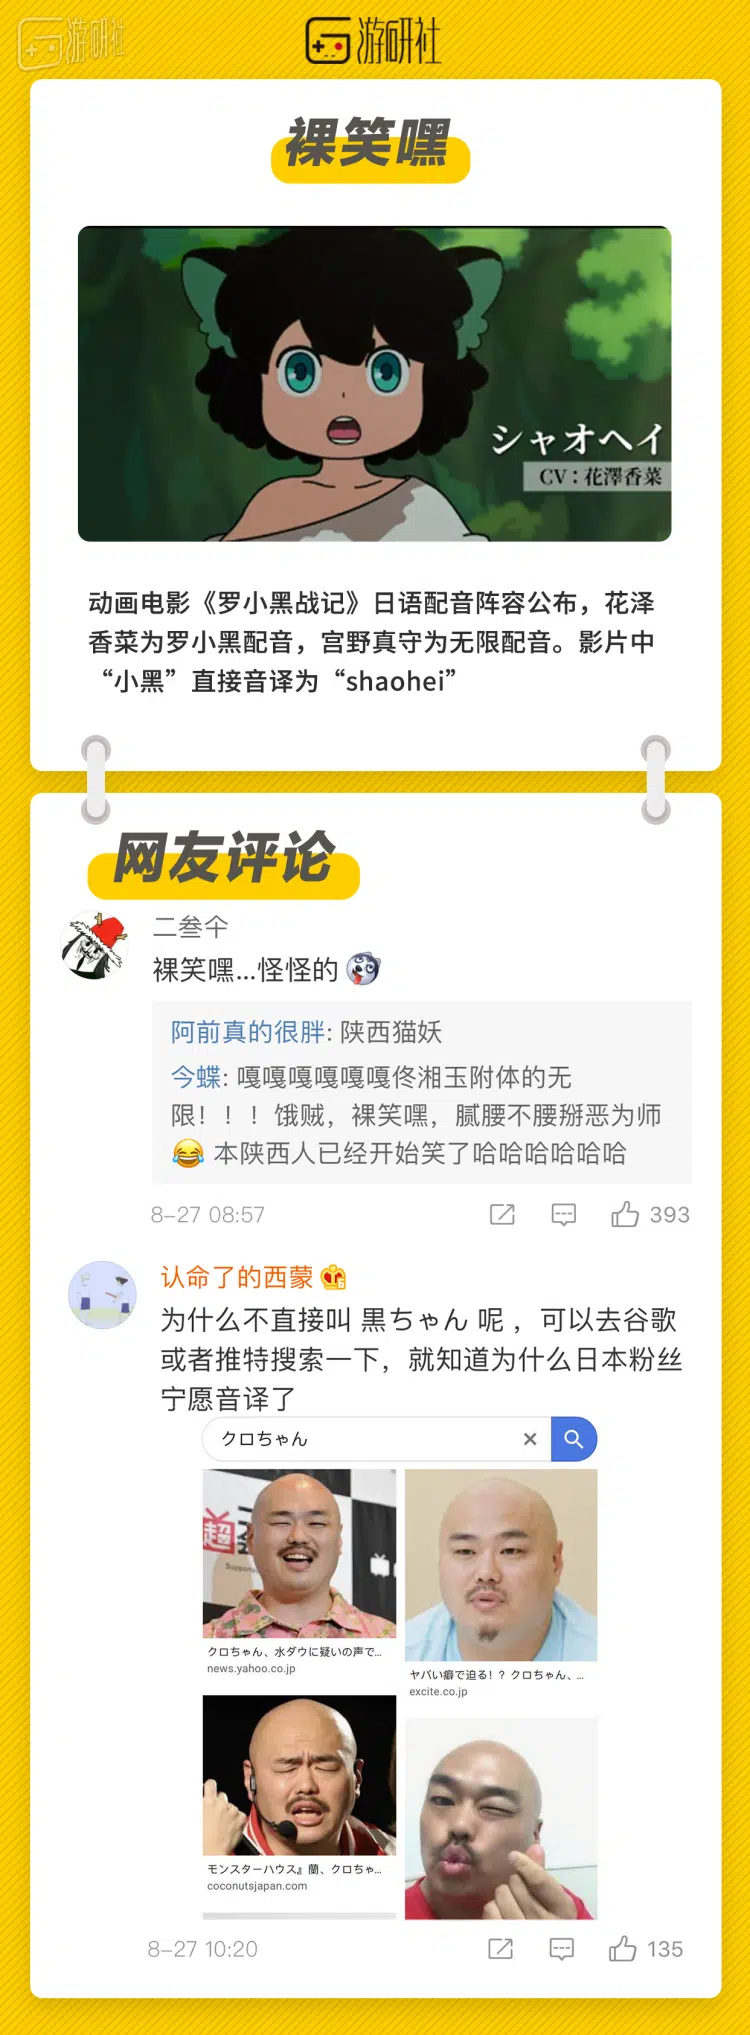 游研社
游研社
裸笑嘿
シャオヘイ
CV：花澤香菜
动画电影《罗小黑战记》日语配音阵容公布，花泽
香菜为罗小黑配音，宫野真守为无限配音。影片中
“小黑”直接音译为“shaohei”
网友评论
二叁伞
裸笑嘿...怪怪的
阿前真的很胖: 陕西猫妖
今蝶: 嘎嘎嘎嘎嘎嘎佟湘玉附体的无
限！！！饿贼，裸笑嘿，腻腰不腰掰恶为师
😂 本陕西人已经开始笑了哈哈哈哈哈哈
8-27 08:57
393
认命了的西蒙
为什么不直接叫 黒ちゃん 呢 ，可以去谷歌
或者推特搜索一下，就知道为什么日本粉丝
宁愿音译了
クロちゃん
超
クロちゃん、水ダウに疑いの声で...
news.yahoo.co.jp
ヤバい癖で迫る！？クロちゃん、...
excite.co.jp
モンスターハウス』蘭、クロちゃ...
coconutsjapan.com
8-27 10:20
135